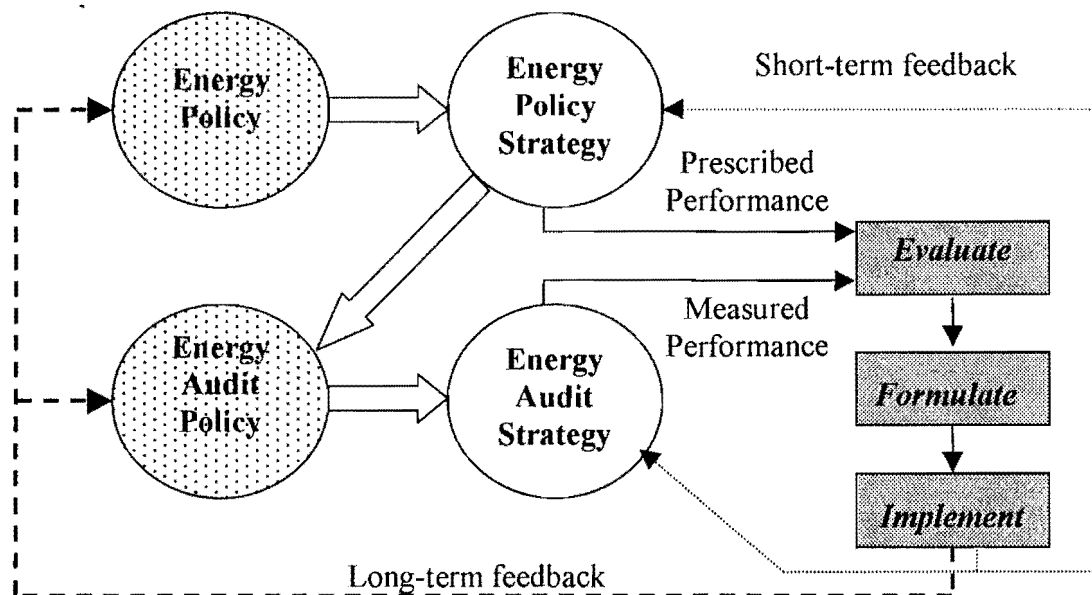 Energy
Policy
Energy
Policy
Strategy
Short-term feedback
Prescribed
Performance
Evaluate
Energy
Audit
Policy
Energy
Audit
Strategy
Measured
Performance
Formulate
Implement
Long-term feedback